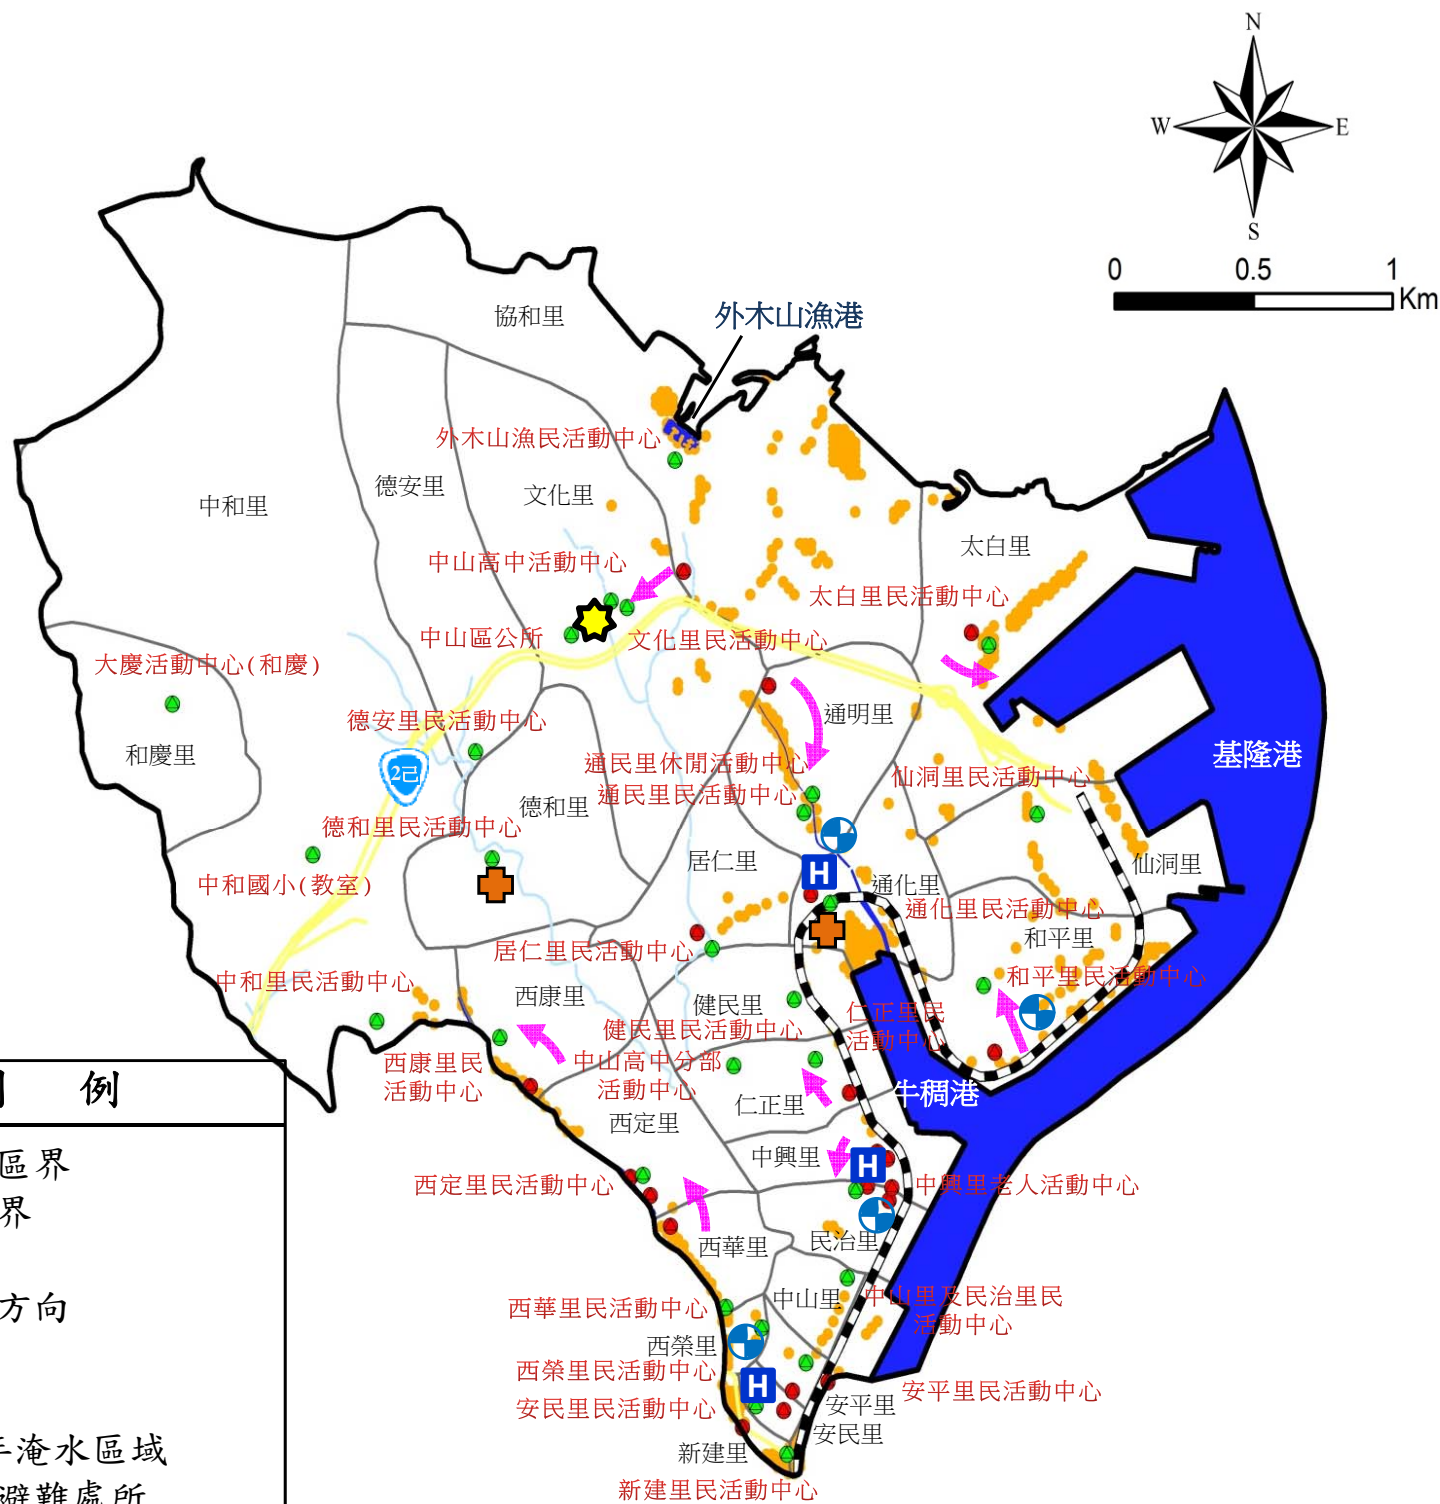 N
W
E
S
0
0.5
1
Km
協和里
外木山漁港
外木山漁民活動中心
德安里
文化里
中和里
太白里
中山高中活動中心
太白里民活動中心
中山區公所
文化里民活動中心
大慶活動中心(和慶)
德安里民活動中心
通明里
和慶里
基隆港
2己
通民里休閒活動中心
仙洞里民活動中心
通民里民活動中心
德和里
德和里民活動中心
居仁里
仙洞里
H
中和國小(教室)
通化里
通化里民活動中心
和平里
居仁里民活動中心
中和里民活動中心
和平里民活動中心
西康里
健民里
仁正里民
活動中心
健民里民活動中心
西康里民
活動中心
中山高中分部
活動中心
牛稠港
仁正里
西定里
中興里
H
西定里民活動中心
中興里老人活動中心
西華里
民治里
中山里
中山里及民治里民
活動中心
西華里民活動中心
西榮里
西榮里民活動中心
H
安平里民活動中心
安民里民活動中心
安平里
安民里
新建里
新建里民活動中心
例
區界
界
方向
淹水區域
避難處所